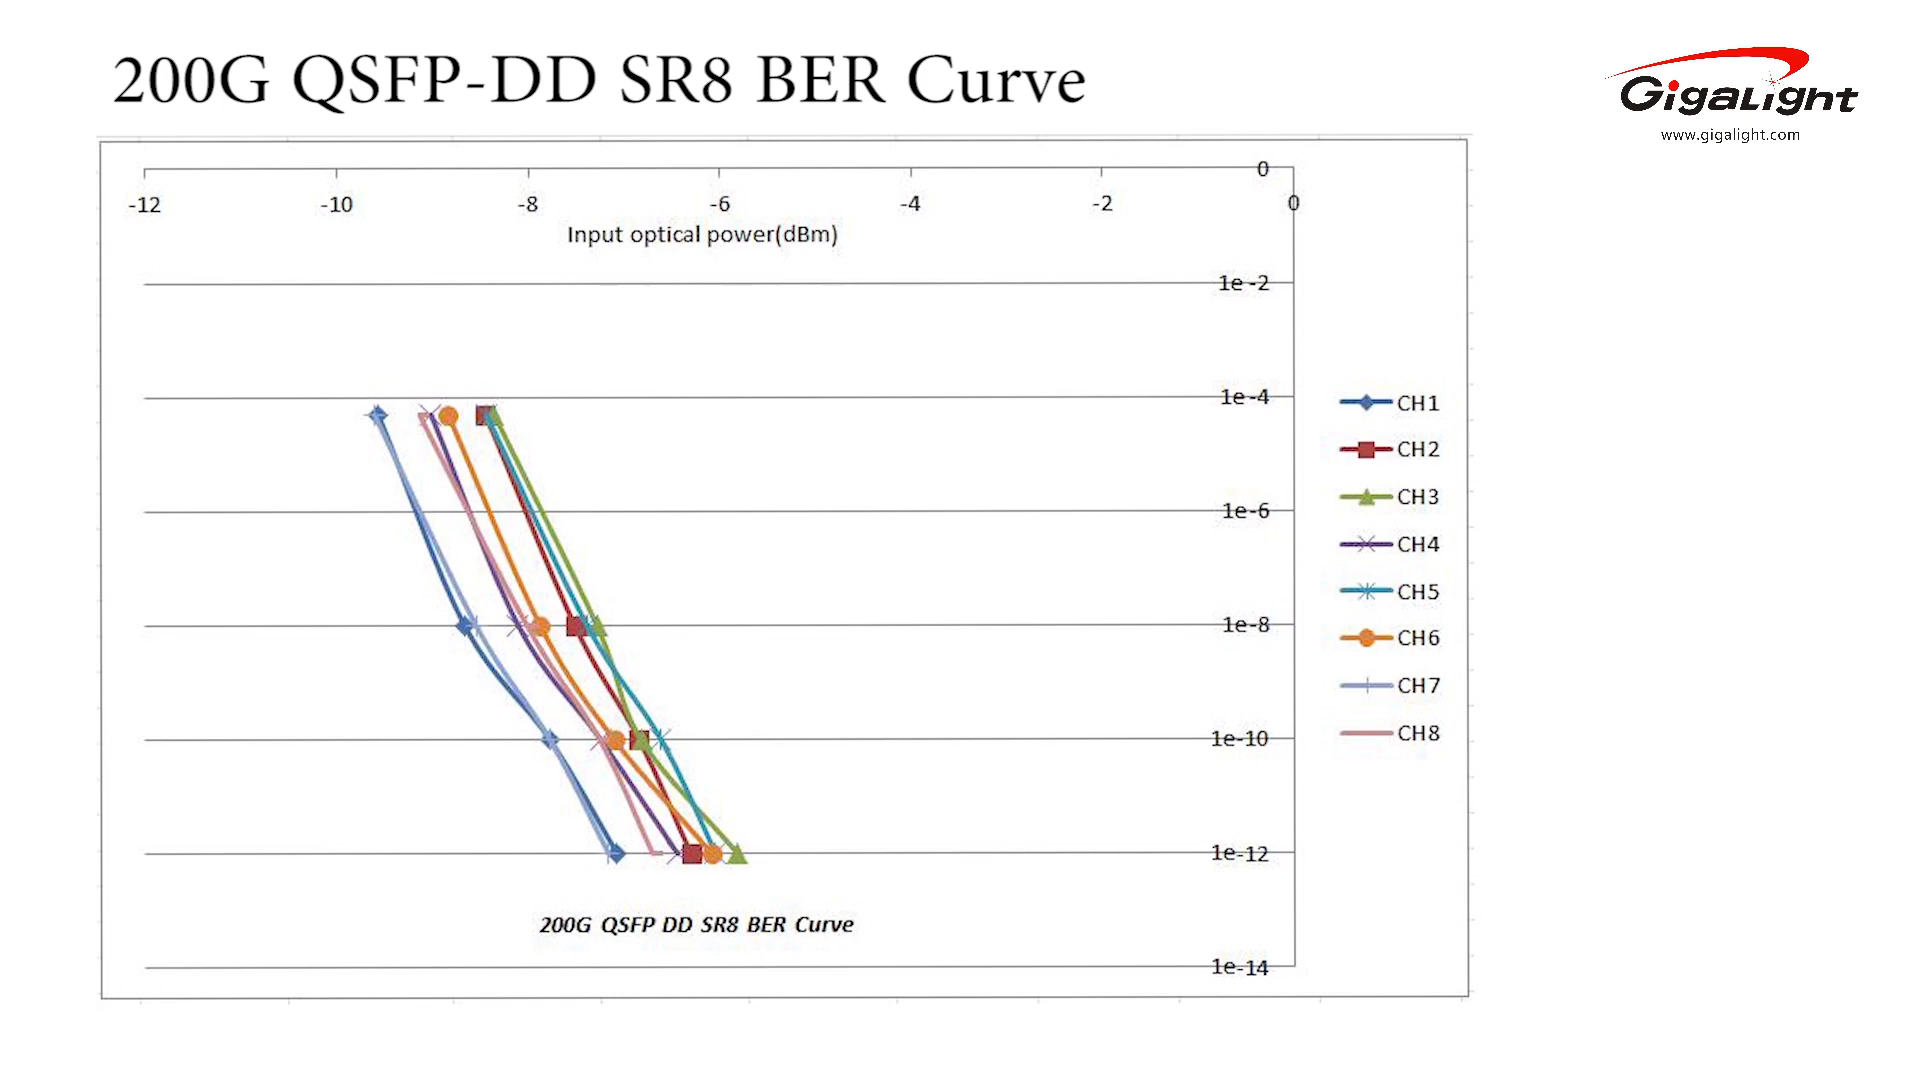 200G QSFP-DD SR8 BER Curve
GigaLight
www.gigalight.com
0
-12 -10 -8 -6 -4 -2 0
Input optical power(dBm)
1e-2
1e-4
CH1
CH2
CH3
1e-6
CH4
CH5
1e-8
CH6
CH7
CH8
1e-10
1e-12
200G QSFP DD SR8 BER Curve
1e-14